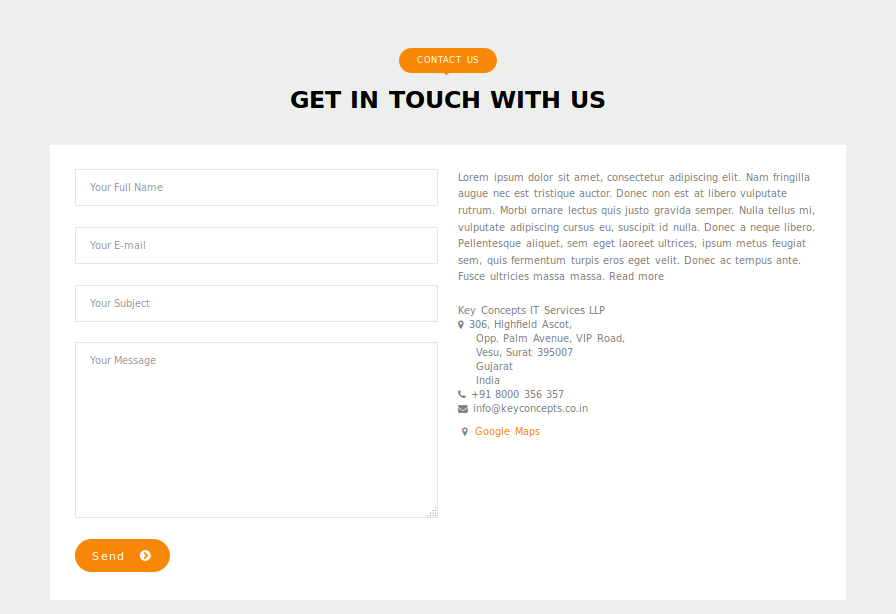 CONTACT US
GET IN TOUCH WITH US
Your Full Name
Your E-mail
Your Subject
Your Message
Send
Lorem ipsum dolor sit amet, consectetur adipiscing elit. Nam fringilla
augue nec est tristique auctor. Donec non est at libero vulputate
rutrum. Morbi ornare lectus quis justo gravida semper. Nulla tellus mi,
vulputate adipiscing cursus eu, suscipit id nulla. Donec a neque libero.
Pellentesque aliquet, sem eget laoreet ultrices, ipsum metus feugiat
sem, quis fermentum turpis eros eget velit. Donec ac tempus ante.
Fusce ultricies massa massa. Read more
Key Concepts IT Services LLP
306, Highfield Ascot,
Opp. Palm Avenue, VIP Road,
Vesu, Surat 395007
Gujarat
India
+91 8000 356 357
info@keyconcepts.co.in
Google Maps